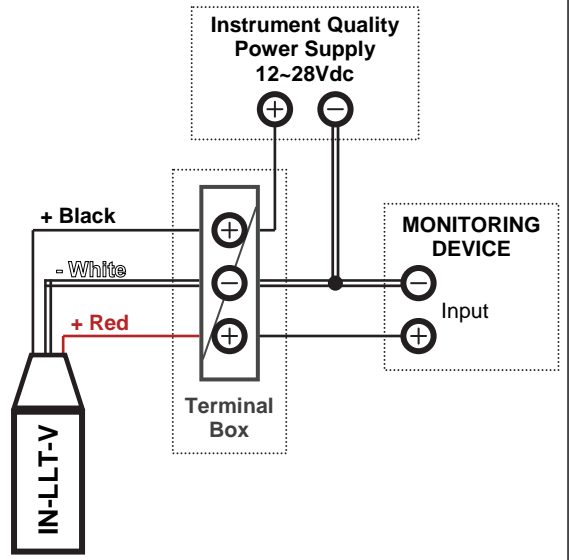 Instrument Quality
Power Supply
12~28Vdc
+ −
+ Black
- White
+ Red
+
−
+
Terminal
Box
MONITORING
DEVICE
−
Input
+
IN-LLT-V